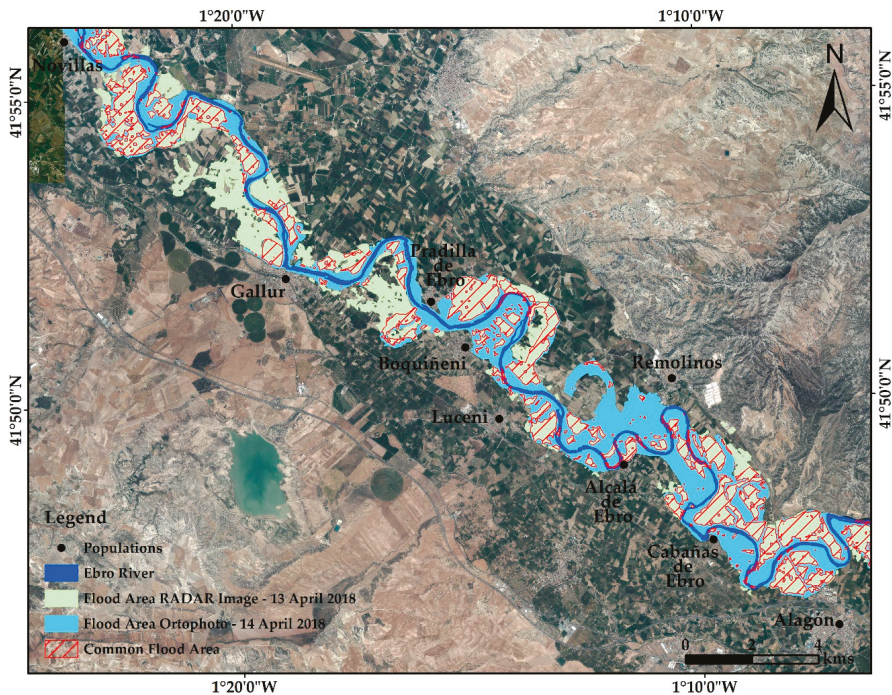 1°20'0"W
1°10'0"W
N
Novillas
41°55'0"N
41°55'0"N
Pradilla
de
Ebro
Gallur
Boquiñeni
Remolinos
41°50'0"N
41°50'0"N
Luceni
Alcalá
de
Ebro
Cabañas
de
Ebro
Alagón
Legend
Populations
Ebro River
Flood Area RADAR Image - 13 April 2018
Flood Area Ortophoto - 14 April 2018
Common Flood Area
0 2 4
kms
1°20'0"W
1°10'0"W